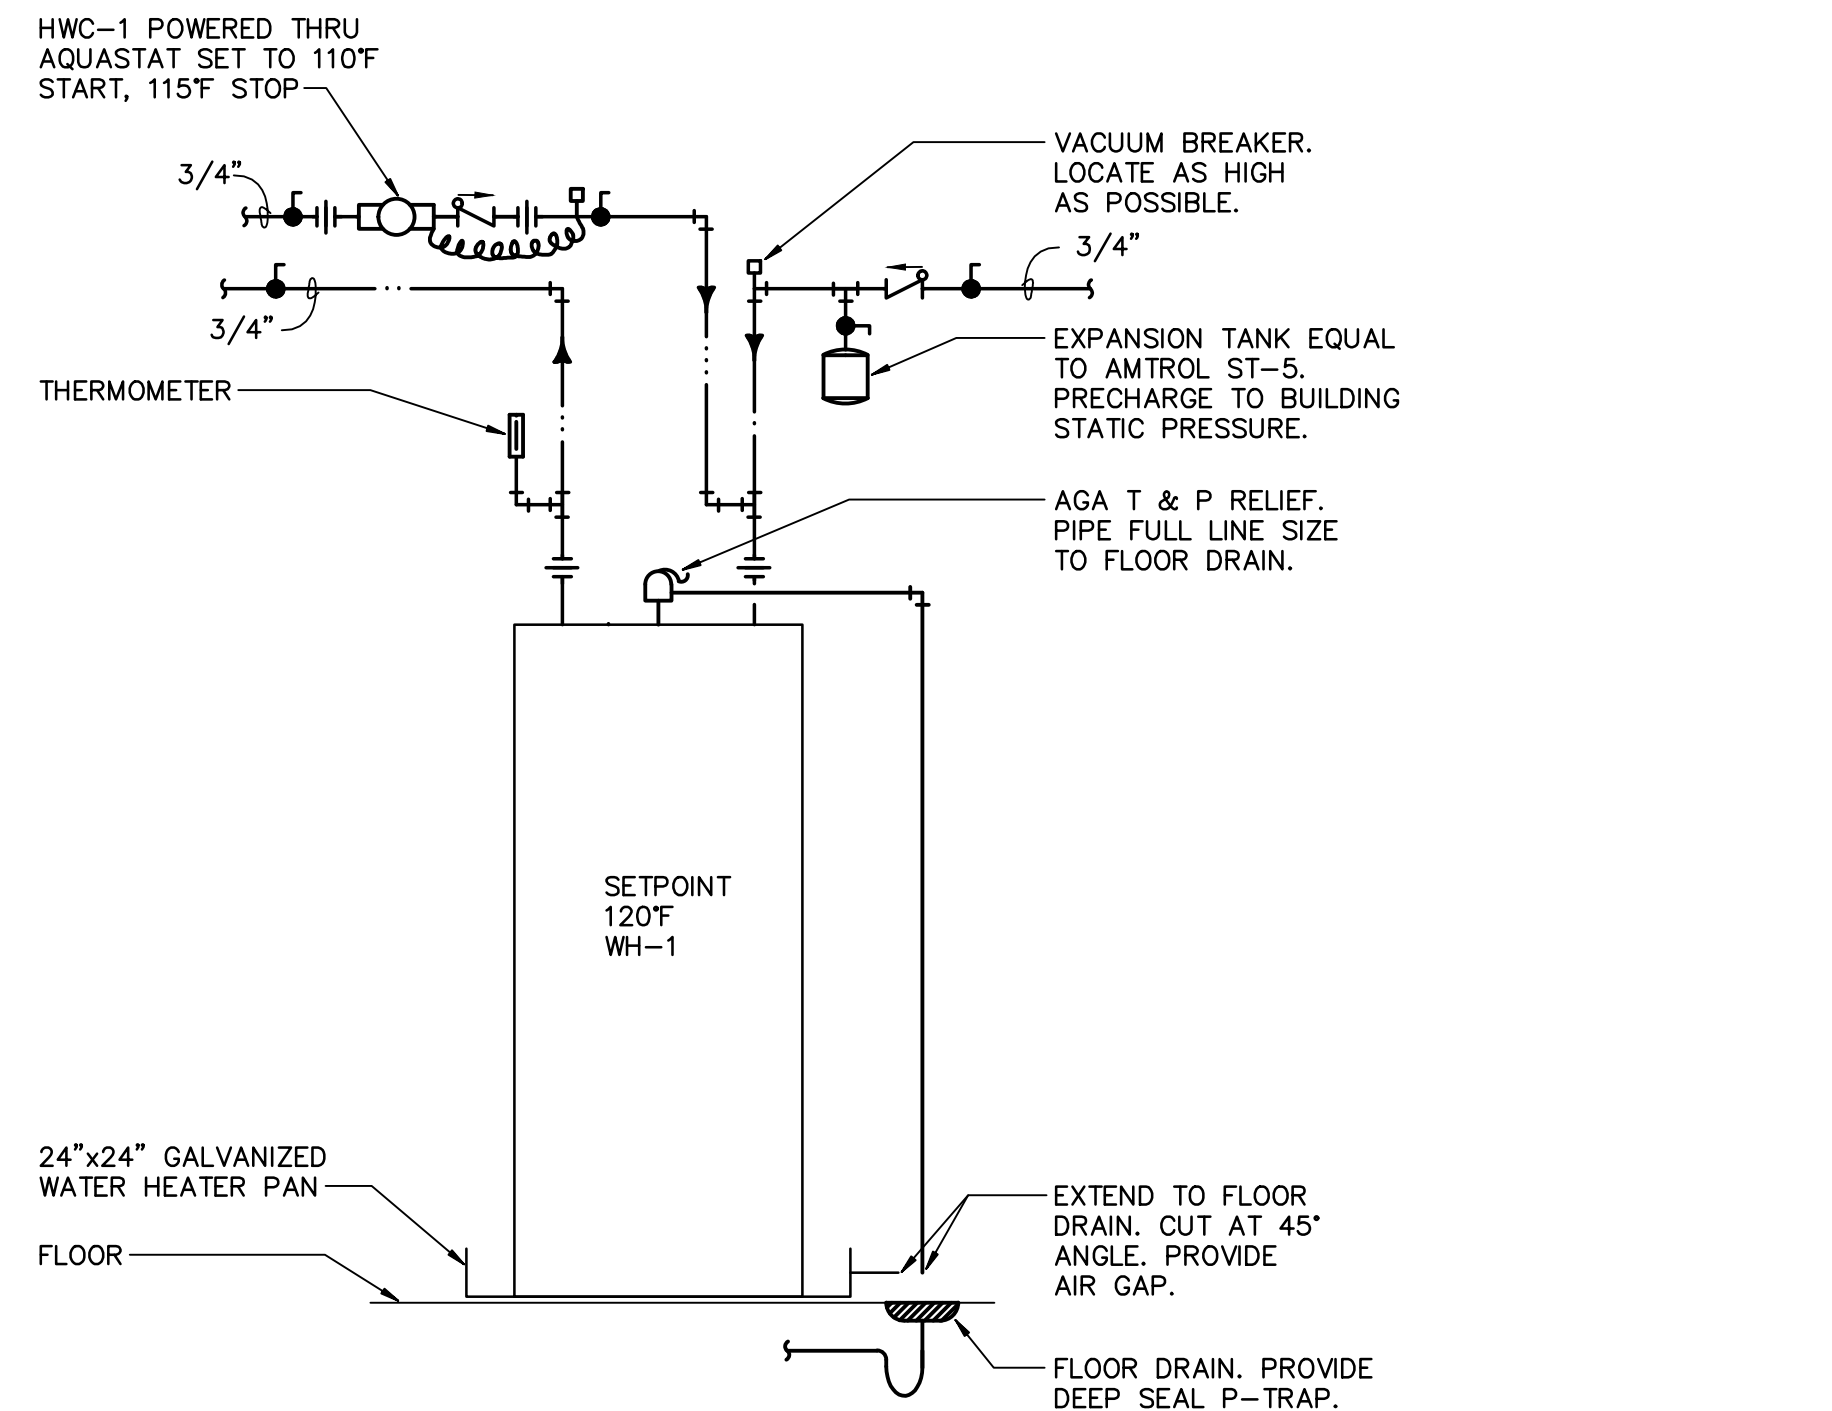 HWC-1 POWERED THRU
AQUASTAT SET TO 110°F
START, 115°F STOP
3/4"
VACUUM BREAKER.
LOCATE AS HIGH
AS POSSIBLE.
3/4"
3/4"
EXPANSION TANK EQUAL
TO AMTROL ST-5.
PRECHARGE TO BUILDING
STATIC PRESSURE.
THERMOMETER
AGA T & P RELIEF.
PIPE FULL LINE SIZE
TO FLOOR DRAIN.
SETPOINT
120°F
WH-1
24"x24" GALVANIZED
WATER HEATER PAN
FLOOR
EXTEND TO FLOOR
DRAIN. CUT AT 45°
ANGLE. PROVIDE
AIR GAP.
FLOOR DRAIN. PROVIDE
DEEP SEAL P-TRAP.